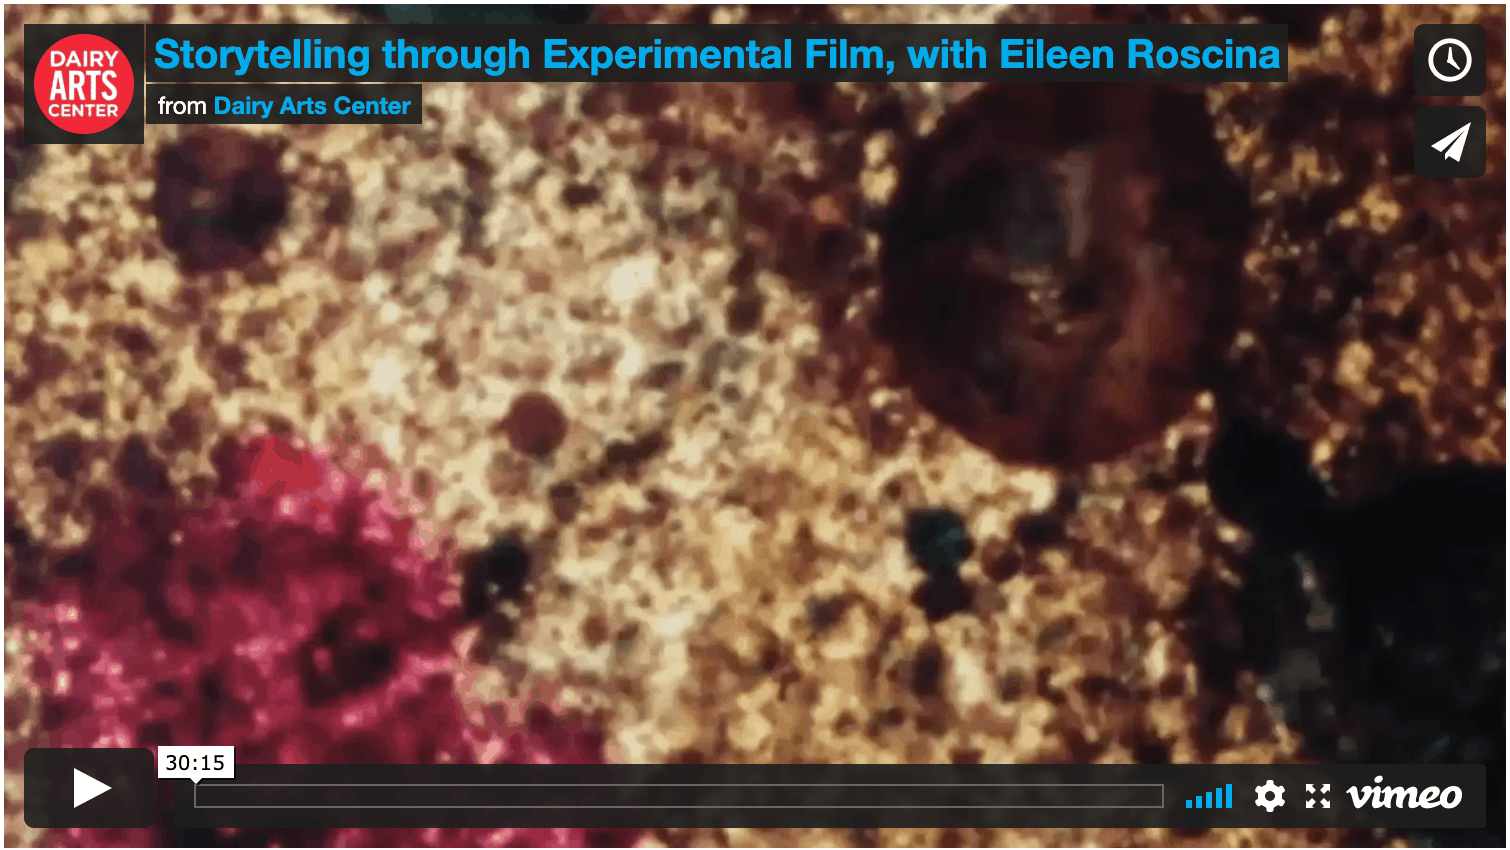 DAIRY
ARTS
CENTER
Storytelling through Experimental Film, with Eileen Roscina
from Dairy Arts Center
30:15
vimeo